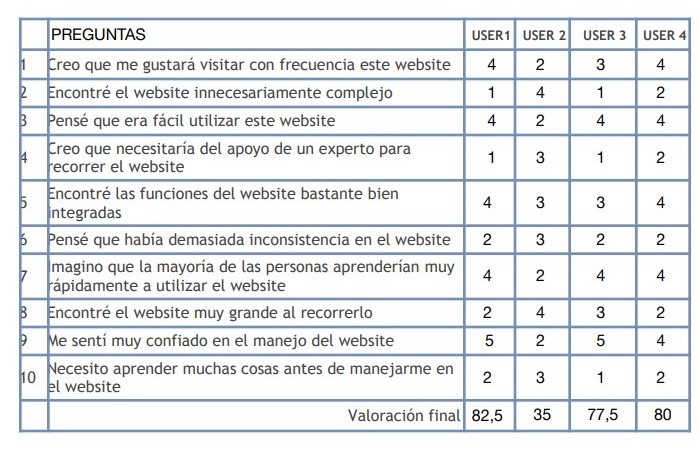 PREGUNTAS USER1 USER 2 USER 3 USER 4
1 Creo que me gustará visitar con frecuencia este website 4 2 3 4
2 Encontré el website innecesariamente complejo 1 4 1 2
3 Pensé que era fácil utilizar este website 4 2 4 4
4 Creo que necesitaría del apoyo de un experto para
recorrer el website 1 3 1 2
5 Encontré las funciones del website bastante bien
integradas 4 3 3 4
6 Pensé que había demasiada inconsistencia en el website 2 3 2 2
7 Imagino que la mayoría de las personas aprenderían muy
rápidamente a utilizar el website 4 2 4 4
8 Encontré el website muy grande al recorrerlo 2 4 3 2
9 Me sentí muy confiado en el manejo del website 5 2 5 4
10 Necesito aprender muchas cosas antes de manejarme en
el website 2 3 1 2
Valoración final 82,5 35 77,5 80